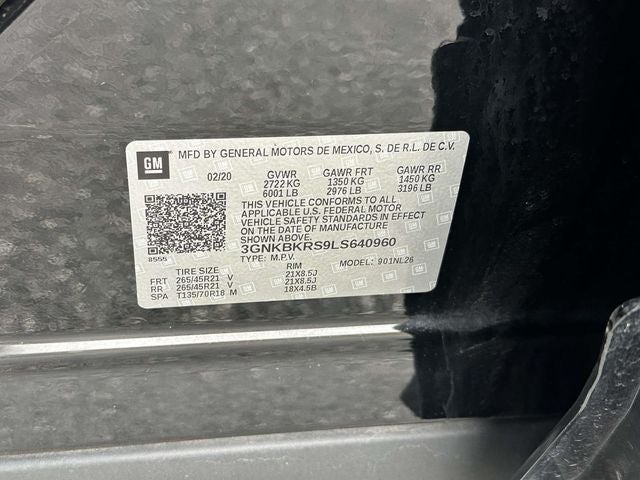 GM MFD BY GENERAL MOTORS DE MEXICO, S. DE R.L. DE C.V.
02/20 GVWR GAWR FRT GAWR RR
2722 KG 1350 KG 1450 KG
6001 LB 2976 LB 3196 LB
THIS VEHICLE CONFORMS TO ALL
APPLICABLE U.S. FEDERAL MOTOR
VEHICLE SAFETY STANDARDS IN EFFECT ON
THE DATE OF MANUFACTURE.
3GNKBKRS9LS640960
8555 TYPE: M.P.V. MODEL: 901NL26
TIRE SIZE RIM
FRT 265/45R21 V 21X8.5J
RR 265/45R21 V 21X8.5J
SPA T135/70R18 M 18X4.5B